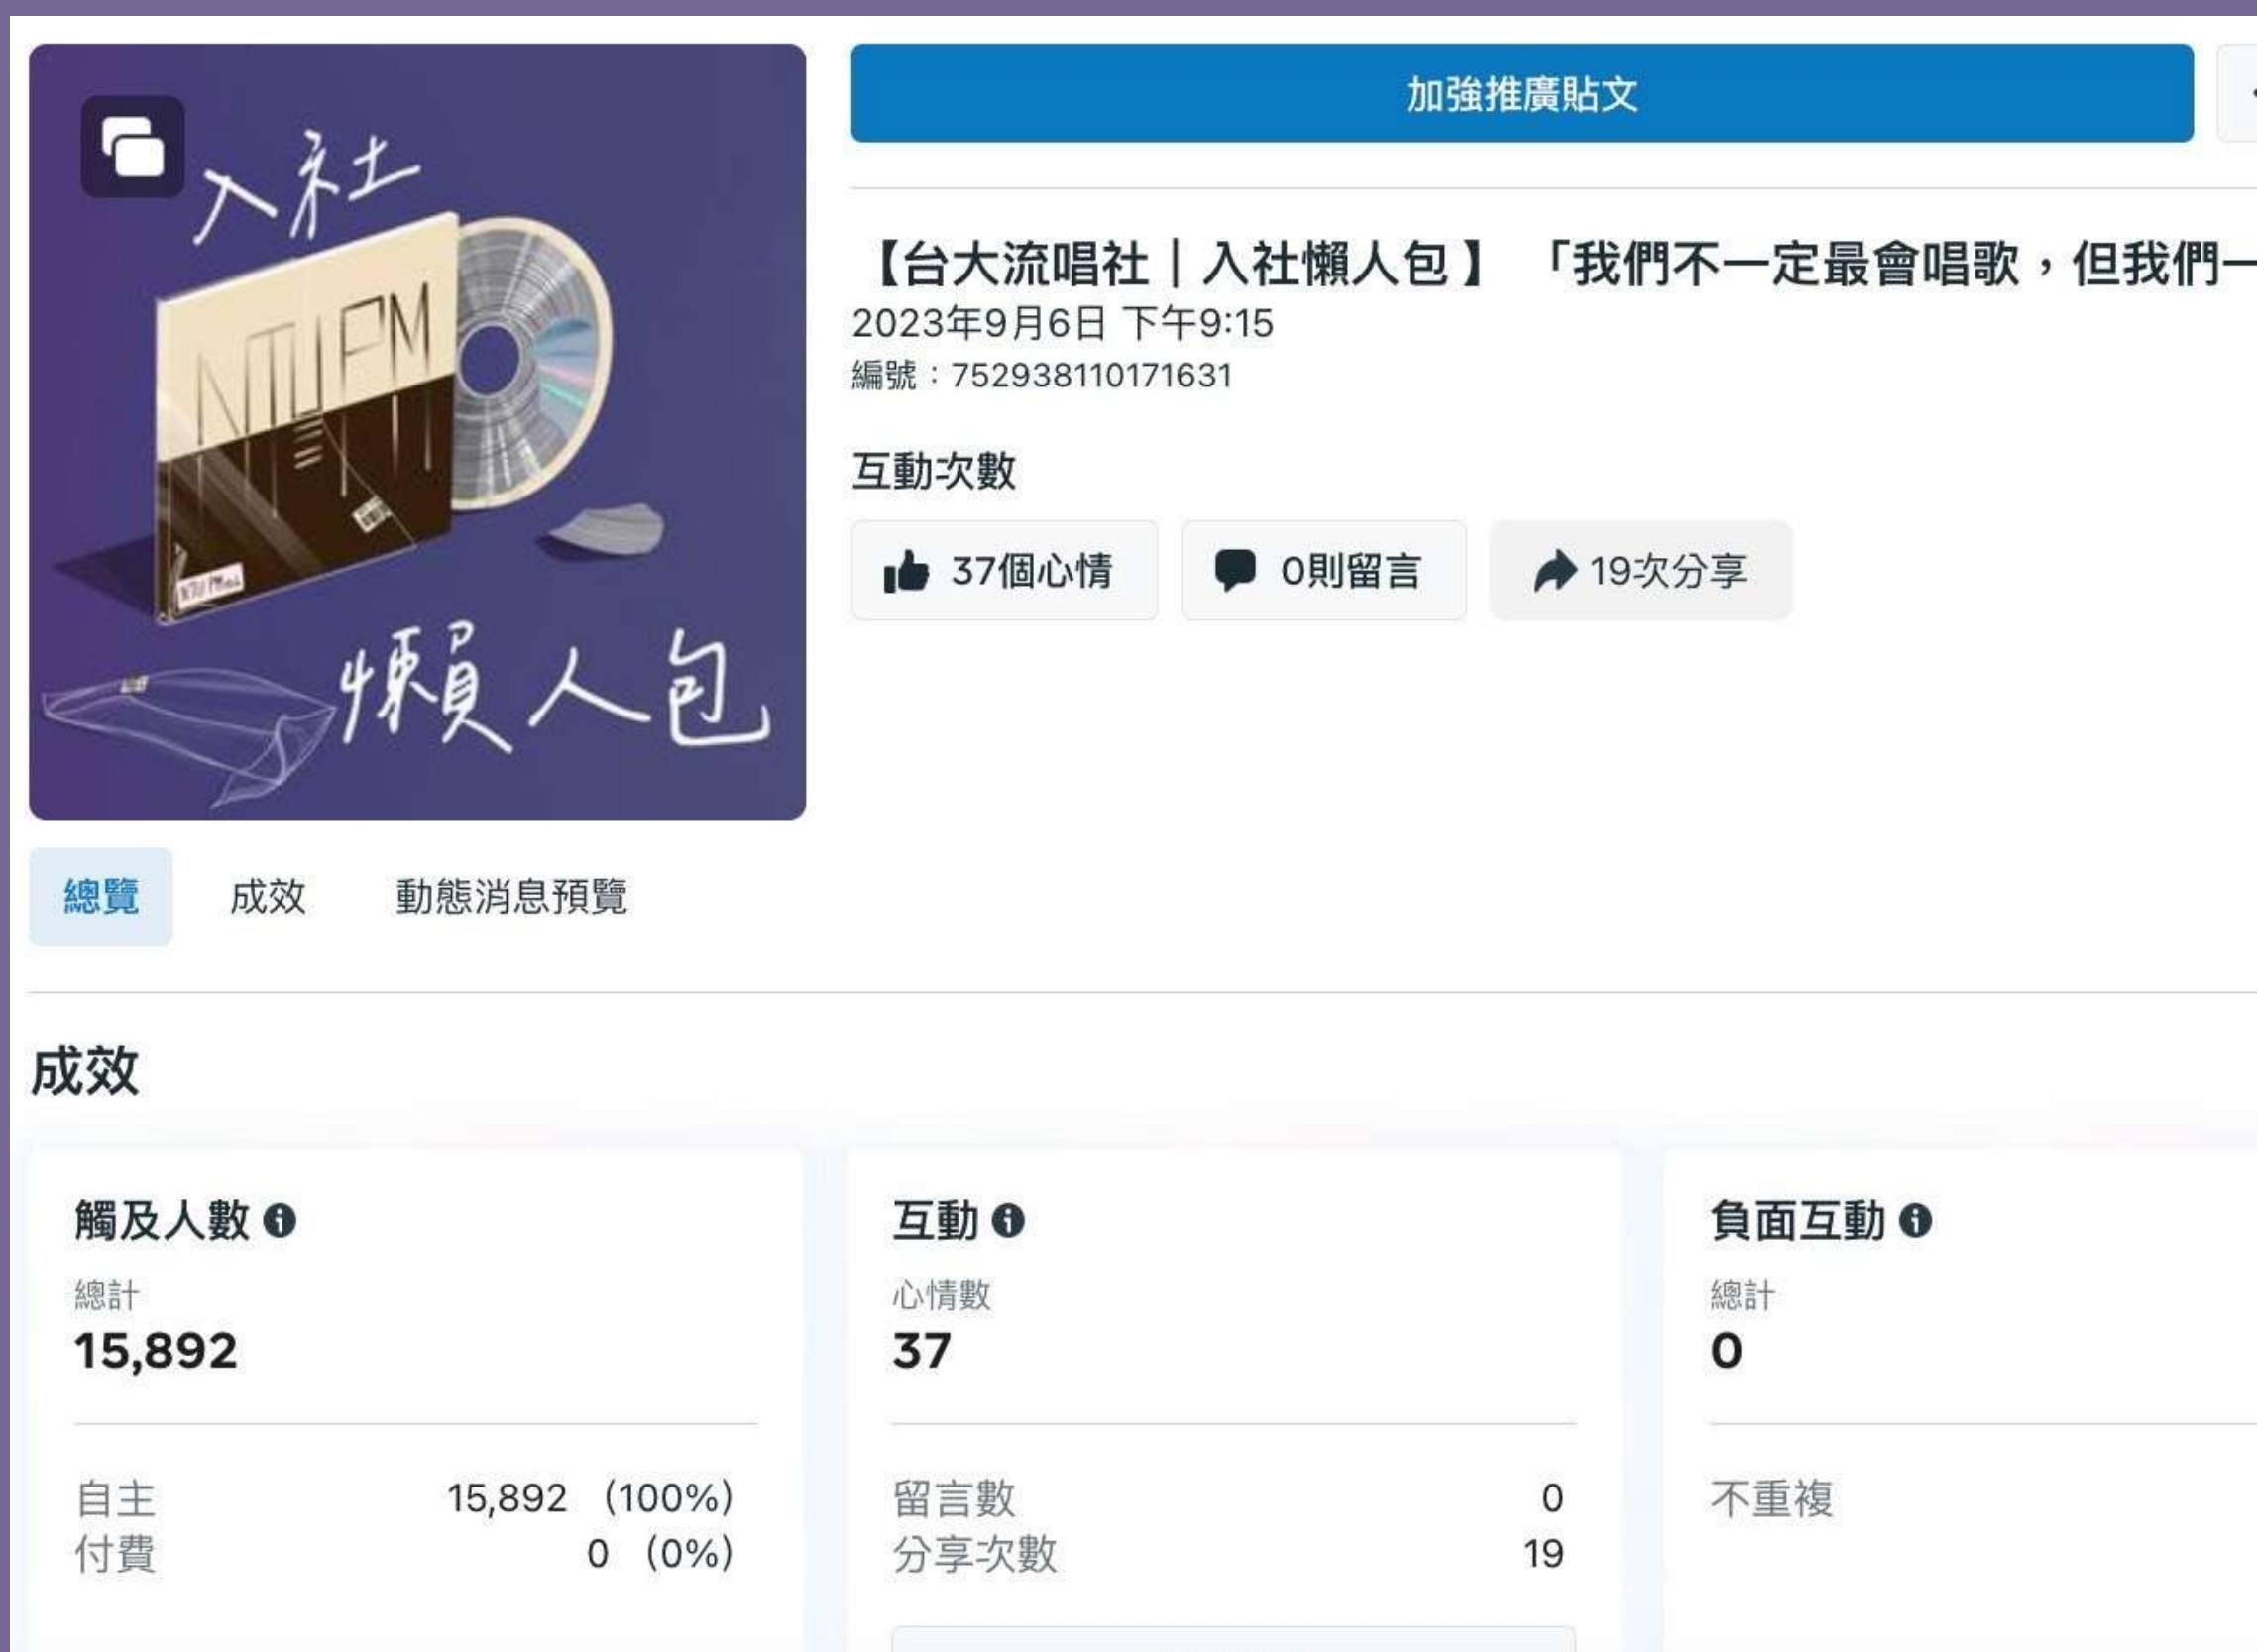 入社
NTU PM
懶人包
加強推廣貼文
【台大流唱社｜入社懶人包 】 「我們不一定最會唱歌，但我們一
2023年9月6日 下午9:15
編號：752938110171631
互動次數
37個心情
0則留言
19次分享
總覽
成效
動態消息預覽
成效
觸及人數
總計
15,892
自主 15,892 (100%)
付費 0 (0%)
互動
心情數
37
留言數 0
分享次數 19
負面互動
總計
0
不重複